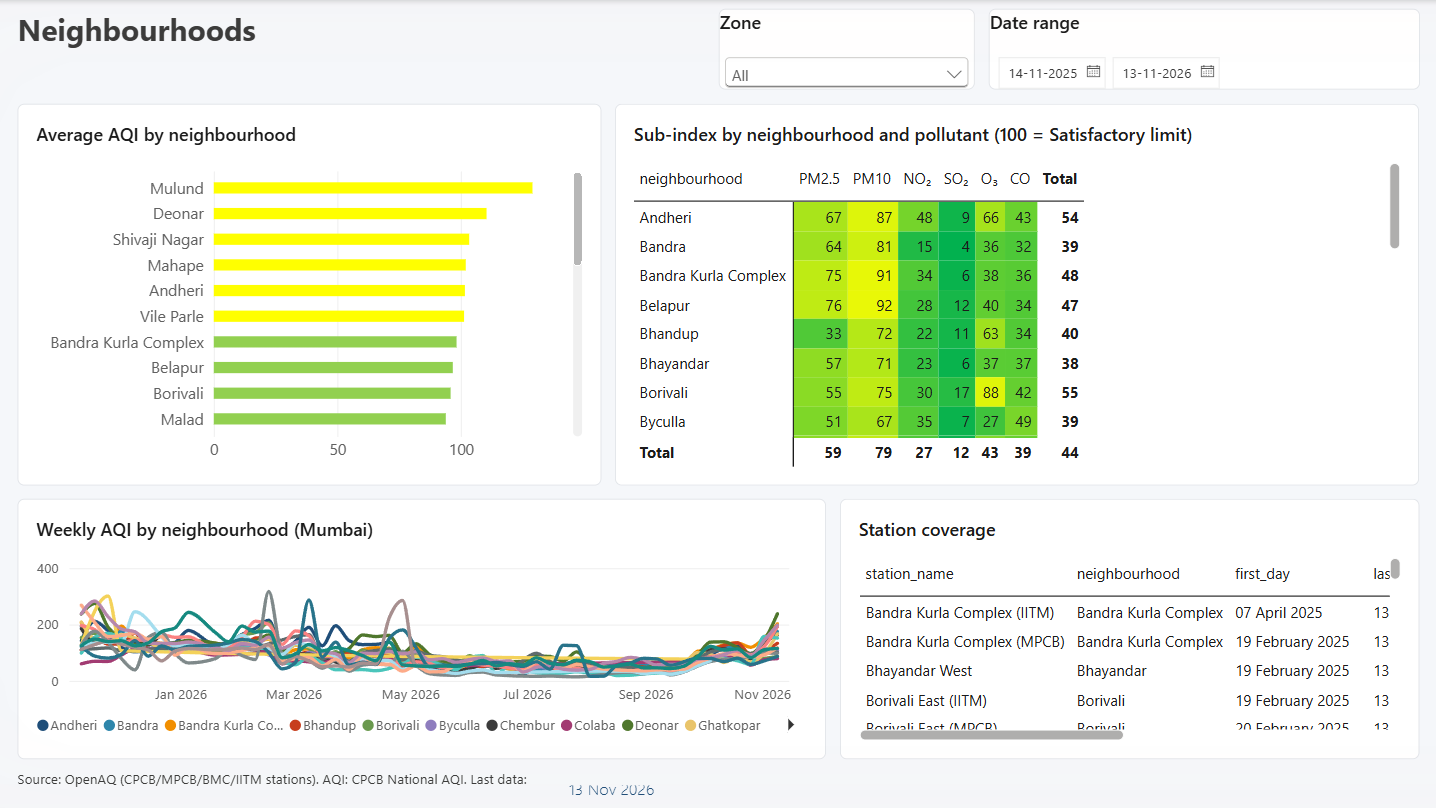 Neighbourhoods
Zone
All
Date range
14-11-2025
13-11-2026
Average AQI by neighbourhood
Mulund
Deonar
Shivaji Nagar
Mahape
Andheri
Vile Parle
Bandra Kurla Complex
Belapur
Borivali
Malad
0 50 100
Sub-index by neighbourhood and pollutant (100 = Satisfactory limit)
neighbourhood PM2.5 PM10 NO₂ SO₂ O₃ CO Total
Andheri 67 87 48 9 66 43 54
Bandra 64 81 15 4 36 32 39
Bandra Kurla Complex 75 91 34 6 38 36 48
Belapur 76 92 28 12 40 34 47
Bhandup 33 72 22 11 63 34 40
Bhayandar 57 71 23 6 37 37 38
Borivali 55 75 30 17 88 42 55
Byculla 51 67 35 7 27 49 39
Total 59 79 27 12 43 39 44
Weekly AQI by neighbourhood (Mumbai)
400
200
0
Jan 2026 Mar 2026 May 2026 Jul 2026 Sep 2026 Nov 2026
Andheri Bandra Bandra Kurla Co... Bhandup Borivali Byculla Chembur Colaba Deonar Ghatkopar
Station coverage
station_name neighbourhood first_day las
Bandra Kurla Complex (IITM) Bandra Kurla Complex 07 April 2025 13
Bandra Kurla Complex (MPCB) Bandra Kurla Complex 19 February 2025 13
Bhayandar West Bhayandar 19 February 2025 13
Borivali East (IITM) Borivali 19 February 2025 13
Borivali East (MPCB) Borivali 20 February 2025 13
Source: OpenAQ (CPCB/MPCB/BMC/IITM stations). AQI: CPCB National AQI. Last data:
13 Nov 2026